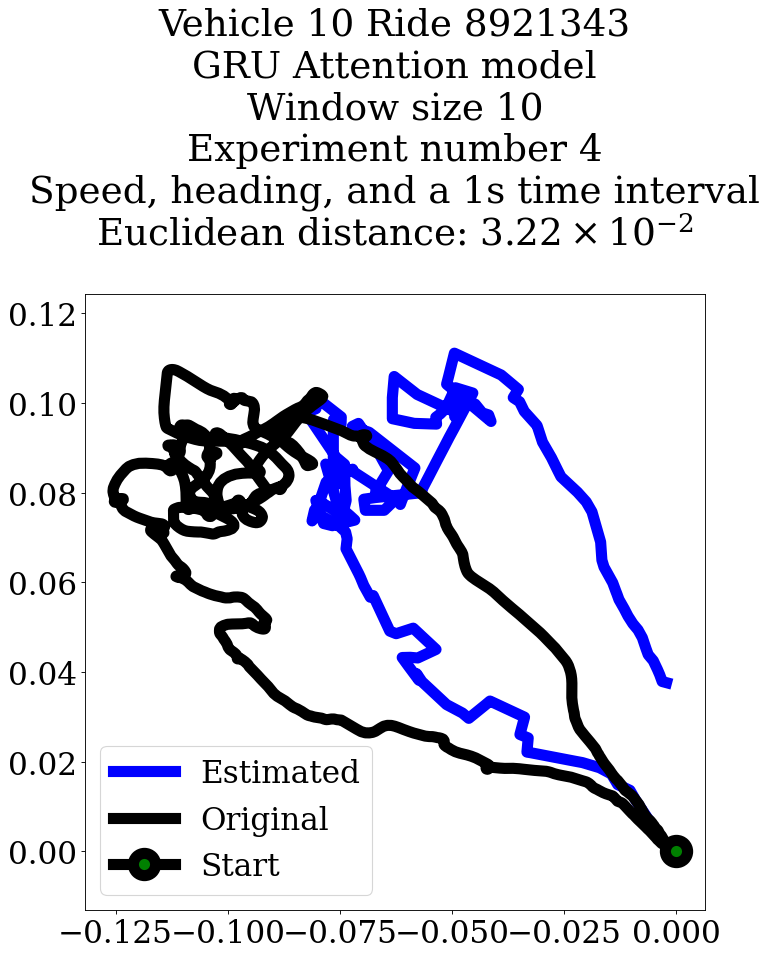 Vehicle 10 Ride 8921343
GRU Attention model
Window size 10
Experiment number 4
Speed, heading, and a 1s time interval
Euclidean distance: 3.22 × 10⁻²
0.12
0.10
0.08
0.06
0.04
0.02
0.00
Estimated
Original
Start
−0.125 −0.100 −0.075 −0.050 −0.025 0.000